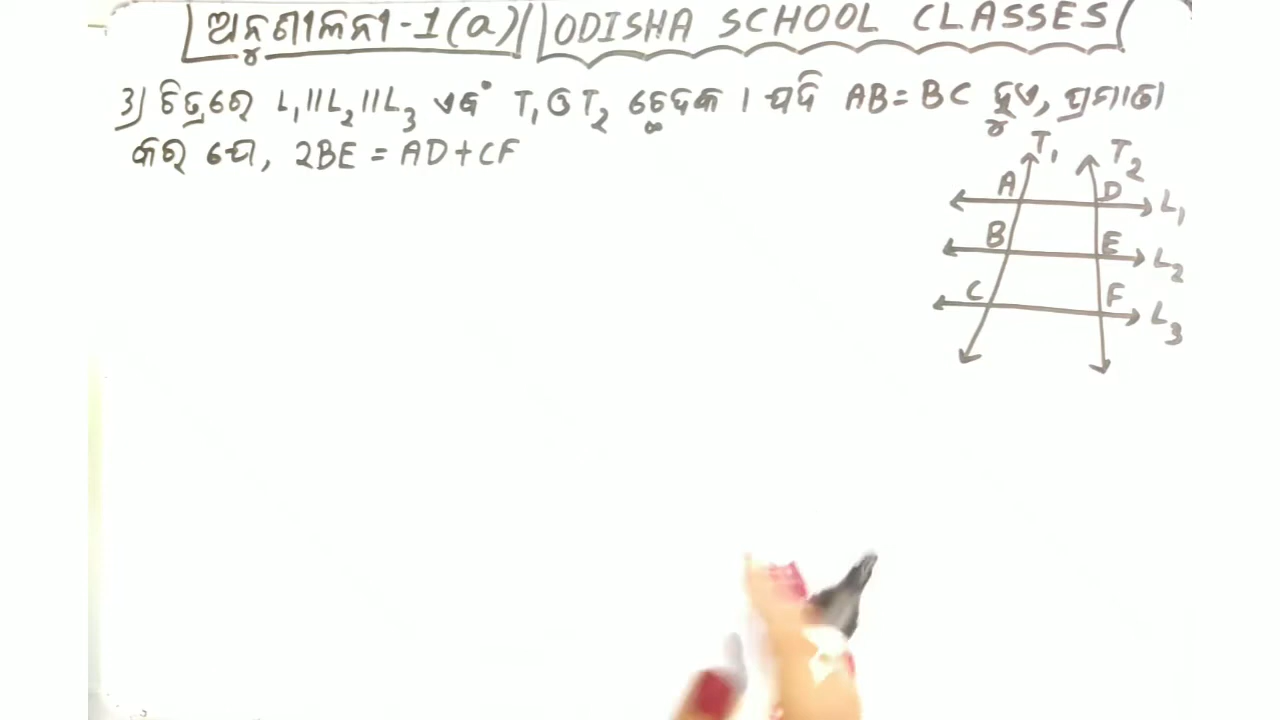 ଅନୁଶୀଳନୀ-1(a) ODISHA SCHOOL CLASSES
3) ଚିତ୍ରରେ L₁||L₂||L₃ ଏବଂ T₁ ଓ T₂ ଛେଦକ । ଯଦି AB = BC ହୁଏ, ପ୍ରମାଣ
କର ଯେ, 2BE = AD + CF
T₁ T₂
A D L₁
B E L₂
C F L₃